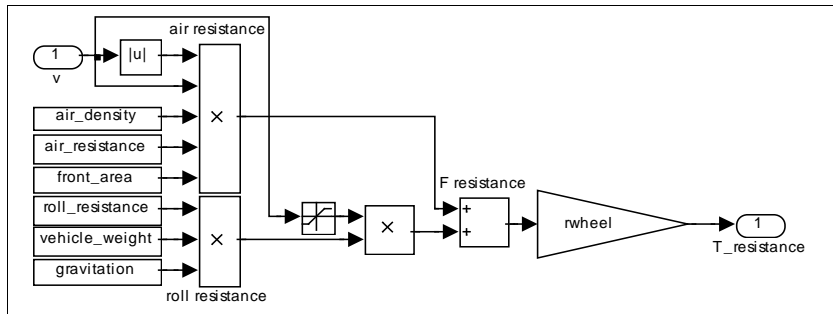 air resistance
1
|u|
v
×
air_density
air_resistance
front_area
F resistance
roll_resistance
+
rwheel
1
vehicle_weight
×
×
+
T_resistance
gravitation
roll resistance